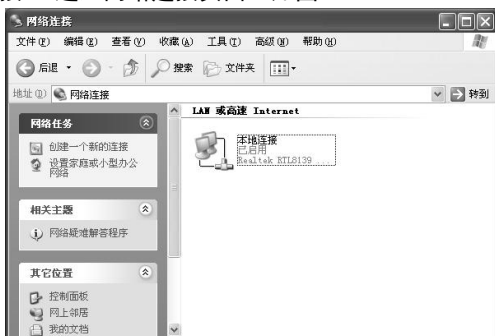 网络连接
文件(F) 编辑(E) 查看(V) 收藏(A) 工具(T) 高级(N) 帮助(H)
后退 搜索 文件夹
地址(D) 网络连接 转到
网络任务
创建一个新的连接
设置家庭或小型办公
网络
相关主题
网络疑难解答程序
其它位置
控制面板
网上邻居
我的文档
LAN 或高速 Internet
本地连接
已启用
Realtek RTL8139 ...